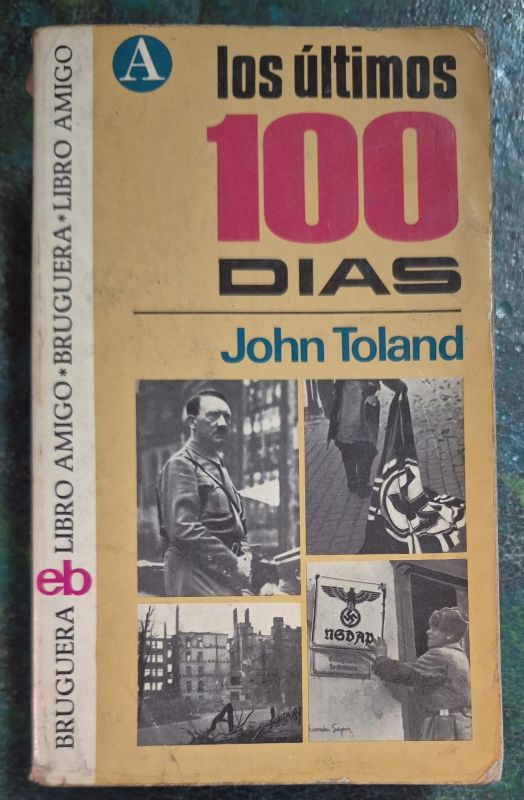 A
los últimos
100
DIAS
John Toland
NSDAP
BRUGUERA eb LIBRO AMIGO*BRUGUERA*LIBRO AMIGO